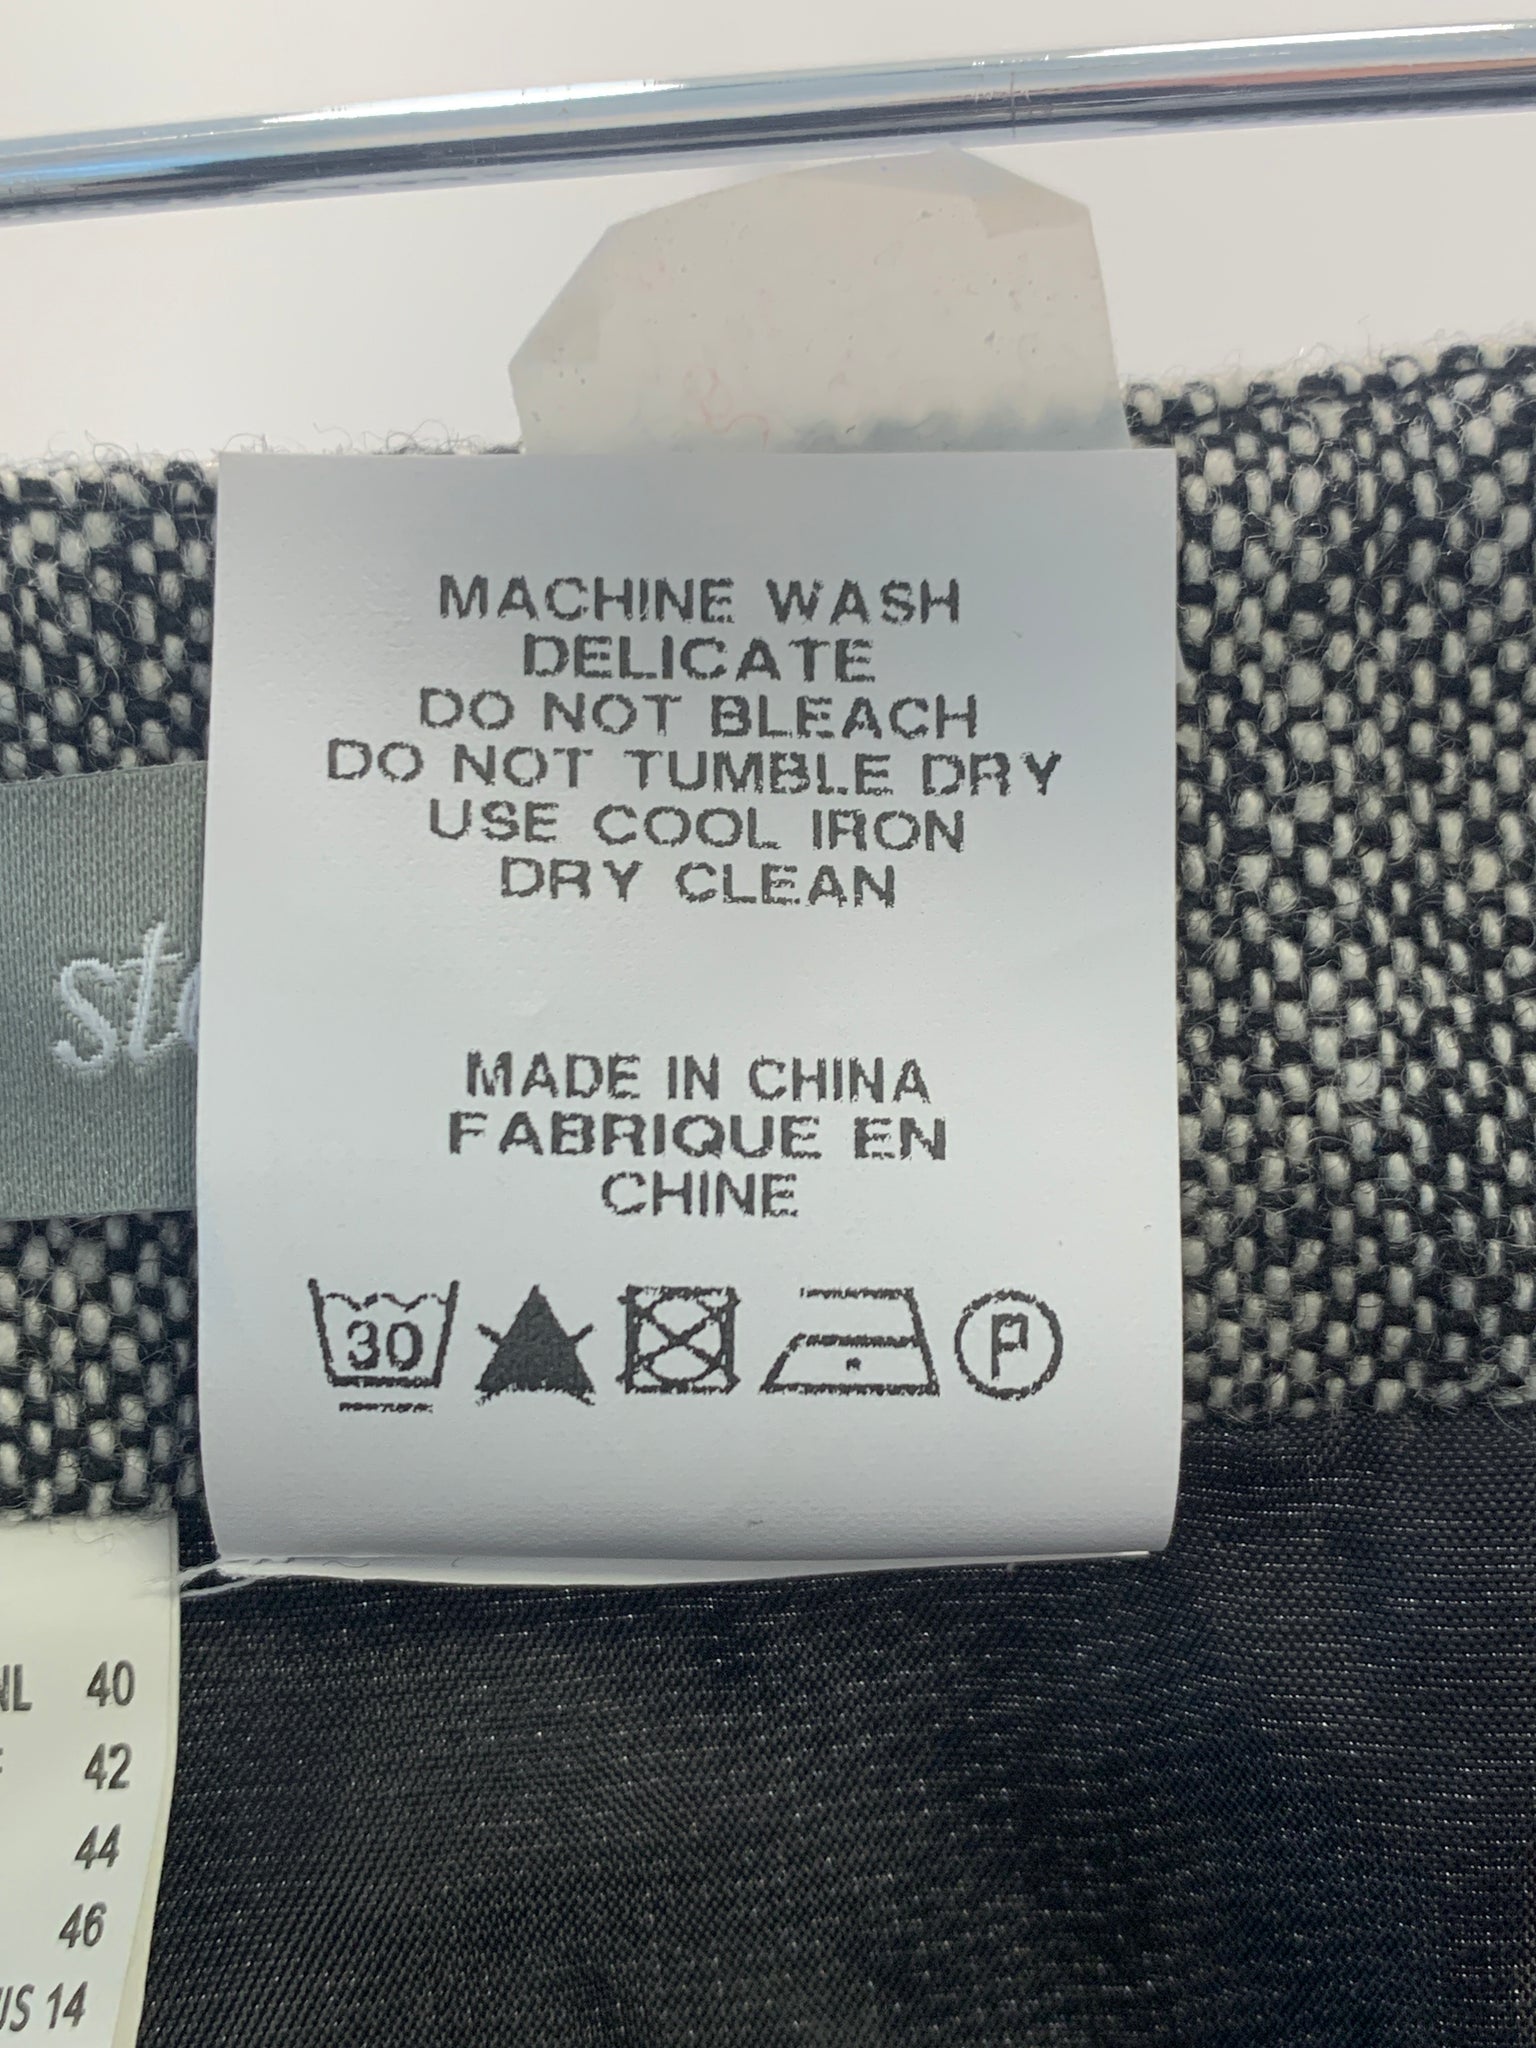 MACHINE WASH
DELICATE
DO NOT BLEACH
DO NOT TUMBLE DRY
USE COOL IRON
DRY CLEAN
MADE IN CHINA
FABRIQUE EN
CHINE
30
P
NL 40
42
44
46
US 14